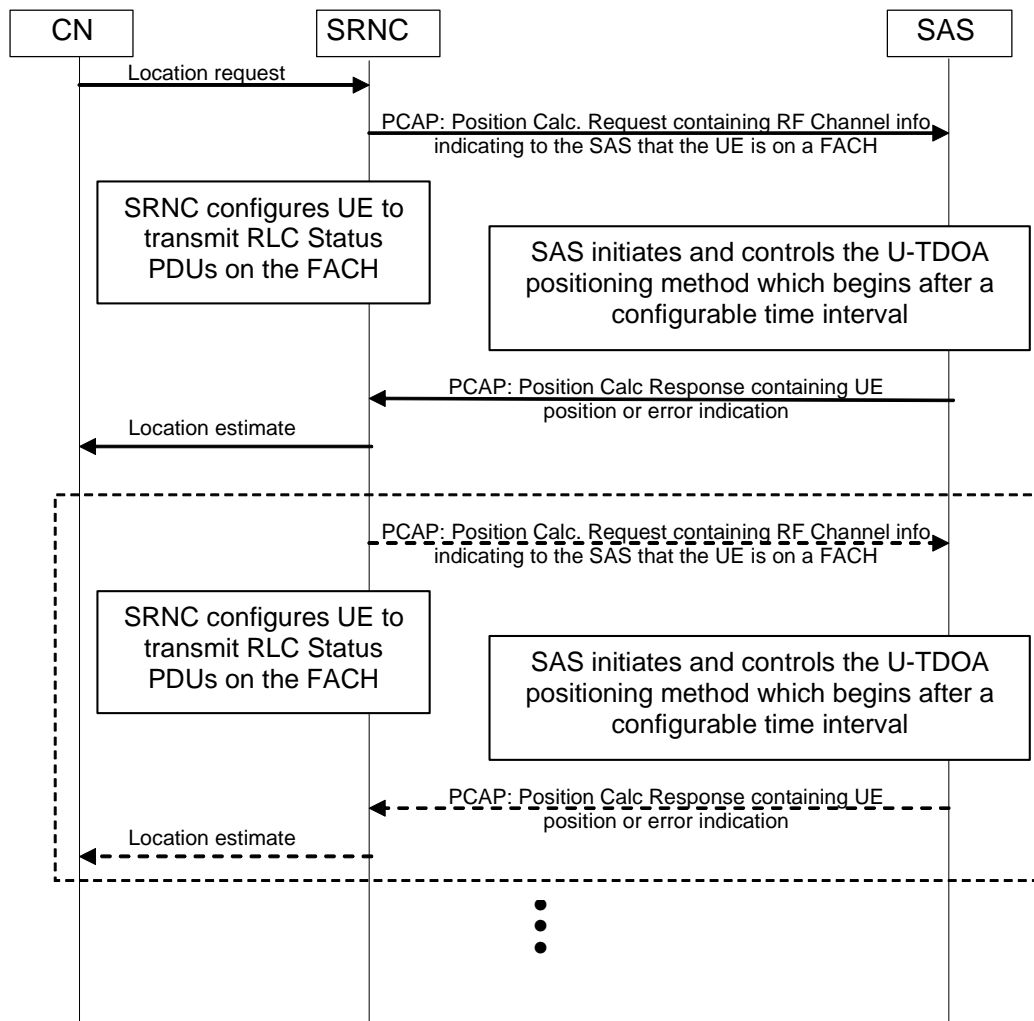 CN
SRNC
SAS
Location request
PCAP: Position Calc. Request containing RF Channel info
indicating to the SAS that the UE is on a FACH
SRNC configures UE to
transmit RLC Status
PDUs on the FACH
SAS initiates and controls the U-TDOA
positioning method which begins after a
configurable time interval
PCAP: Position Calc Response containing UE
position or error indication
Location estimate
PCAP: Position Calc. Request containing RF Channel info
indicating to the SAS that the UE is on a FACH
SRNC configures UE to
transmit RLC Status
PDUs on the FACH
SAS initiates and controls the U-TDOA
positioning method which begins after a
configurable time interval
PCAP: Position Calc Response containing UE
position or error indication
Location estimate